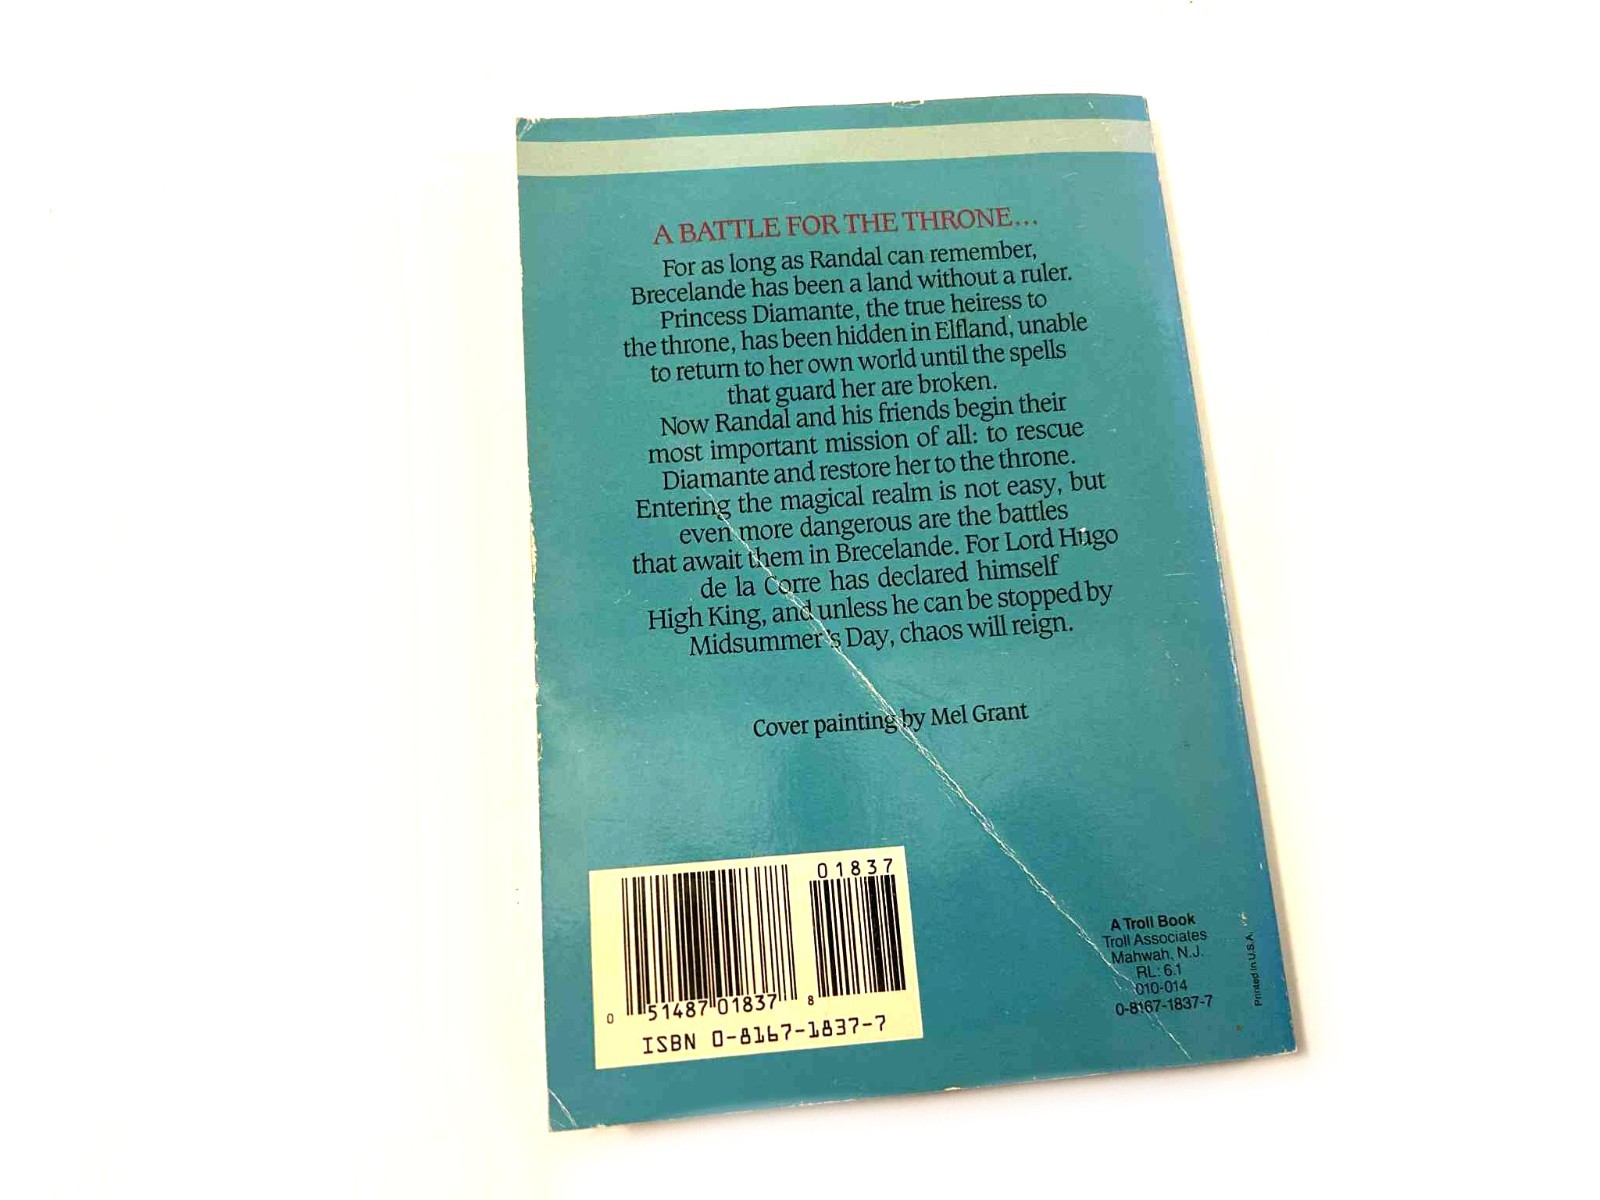 A BATTLE FOR THE THRONE...
For as long as Randal can remember,
Brecelande has been a land without a ruler.
Princess Diamante, the true heiress to
the throne, has been hidden in Elfland, unable
to return to her own world until the spells
that guard her are broken.
Now Randal and his friends begin their
most important mission of all: to rescue
Diamante and restore her to the throne.
Entering the magical realm is not easy, but
even more dangerous are the battles
that await them in Brecelande. For Lord Hugo
de la Corre has declared himself
High King, and unless he can be stopped by
Midsummer's Day, chaos will reign.
Cover painting by Mel Grant
01837
0 51487 01837 8
ISBN 0-8167-1837-7
A Troll Book
Troll Associates
Mahwah, N.J.
RL: 6.1
010-014
0-8167-1837-7
Printed in U.S.A.